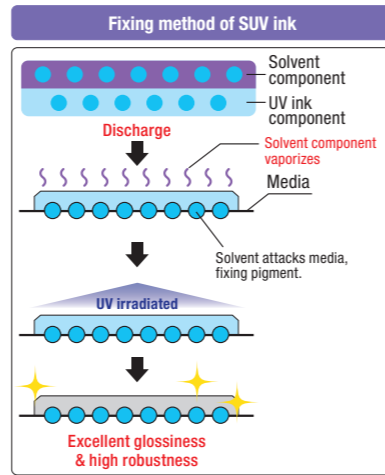 Fixing method of SUV ink
Solvent
component
UV ink
component
Discharge
Solvent component
vaporizes
Media
Solvent attacks media,
fixing pigment.
UV irradiated
Excellent glossiness
& high robustness